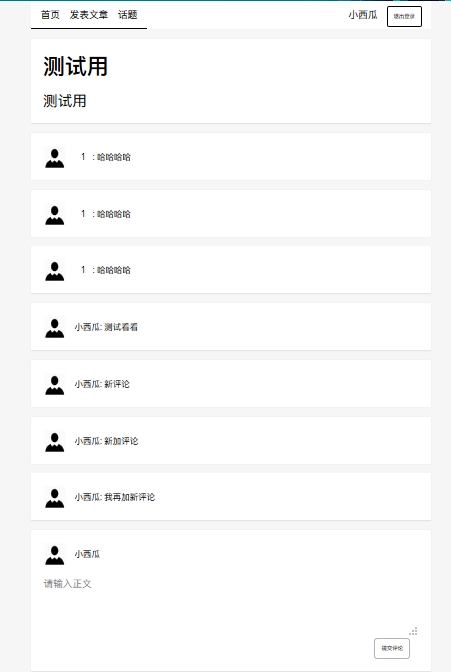 首页 发表文章 话题 小西瓜 退出登录
测试用
测试用
1 : 哈哈哈哈
1 : 哈哈哈哈
1 : 哈哈哈哈
小西瓜: 测试看看
小西瓜: 新评论
小西瓜: 新加评论
小西瓜: 我再加新评论
小西瓜
请输入正文
提交评论